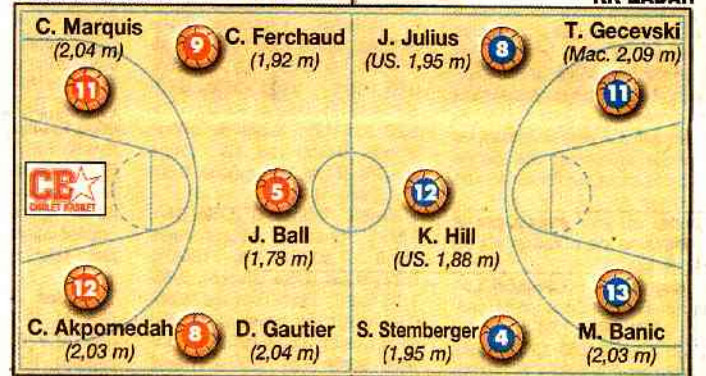 KK ZADAR
C. Marquis
(2,04 m)
11
9
C. Ferchaud
(1,92 m)
J. Julius
(US. 1,95 m)
8
T. Gecevski
(Mac. 2,09 m)
11
CB
CHOLET BASKET
5
J. Ball
(1,78 m)
12
K. Hill
(US. 1,88 m)
12
C. Akpomedah
(2,03 m)
8
D. Gautier
(2,04 m)
S. Stemberger
(1,95 m)
4
13
M. Banic
(2,03 m)